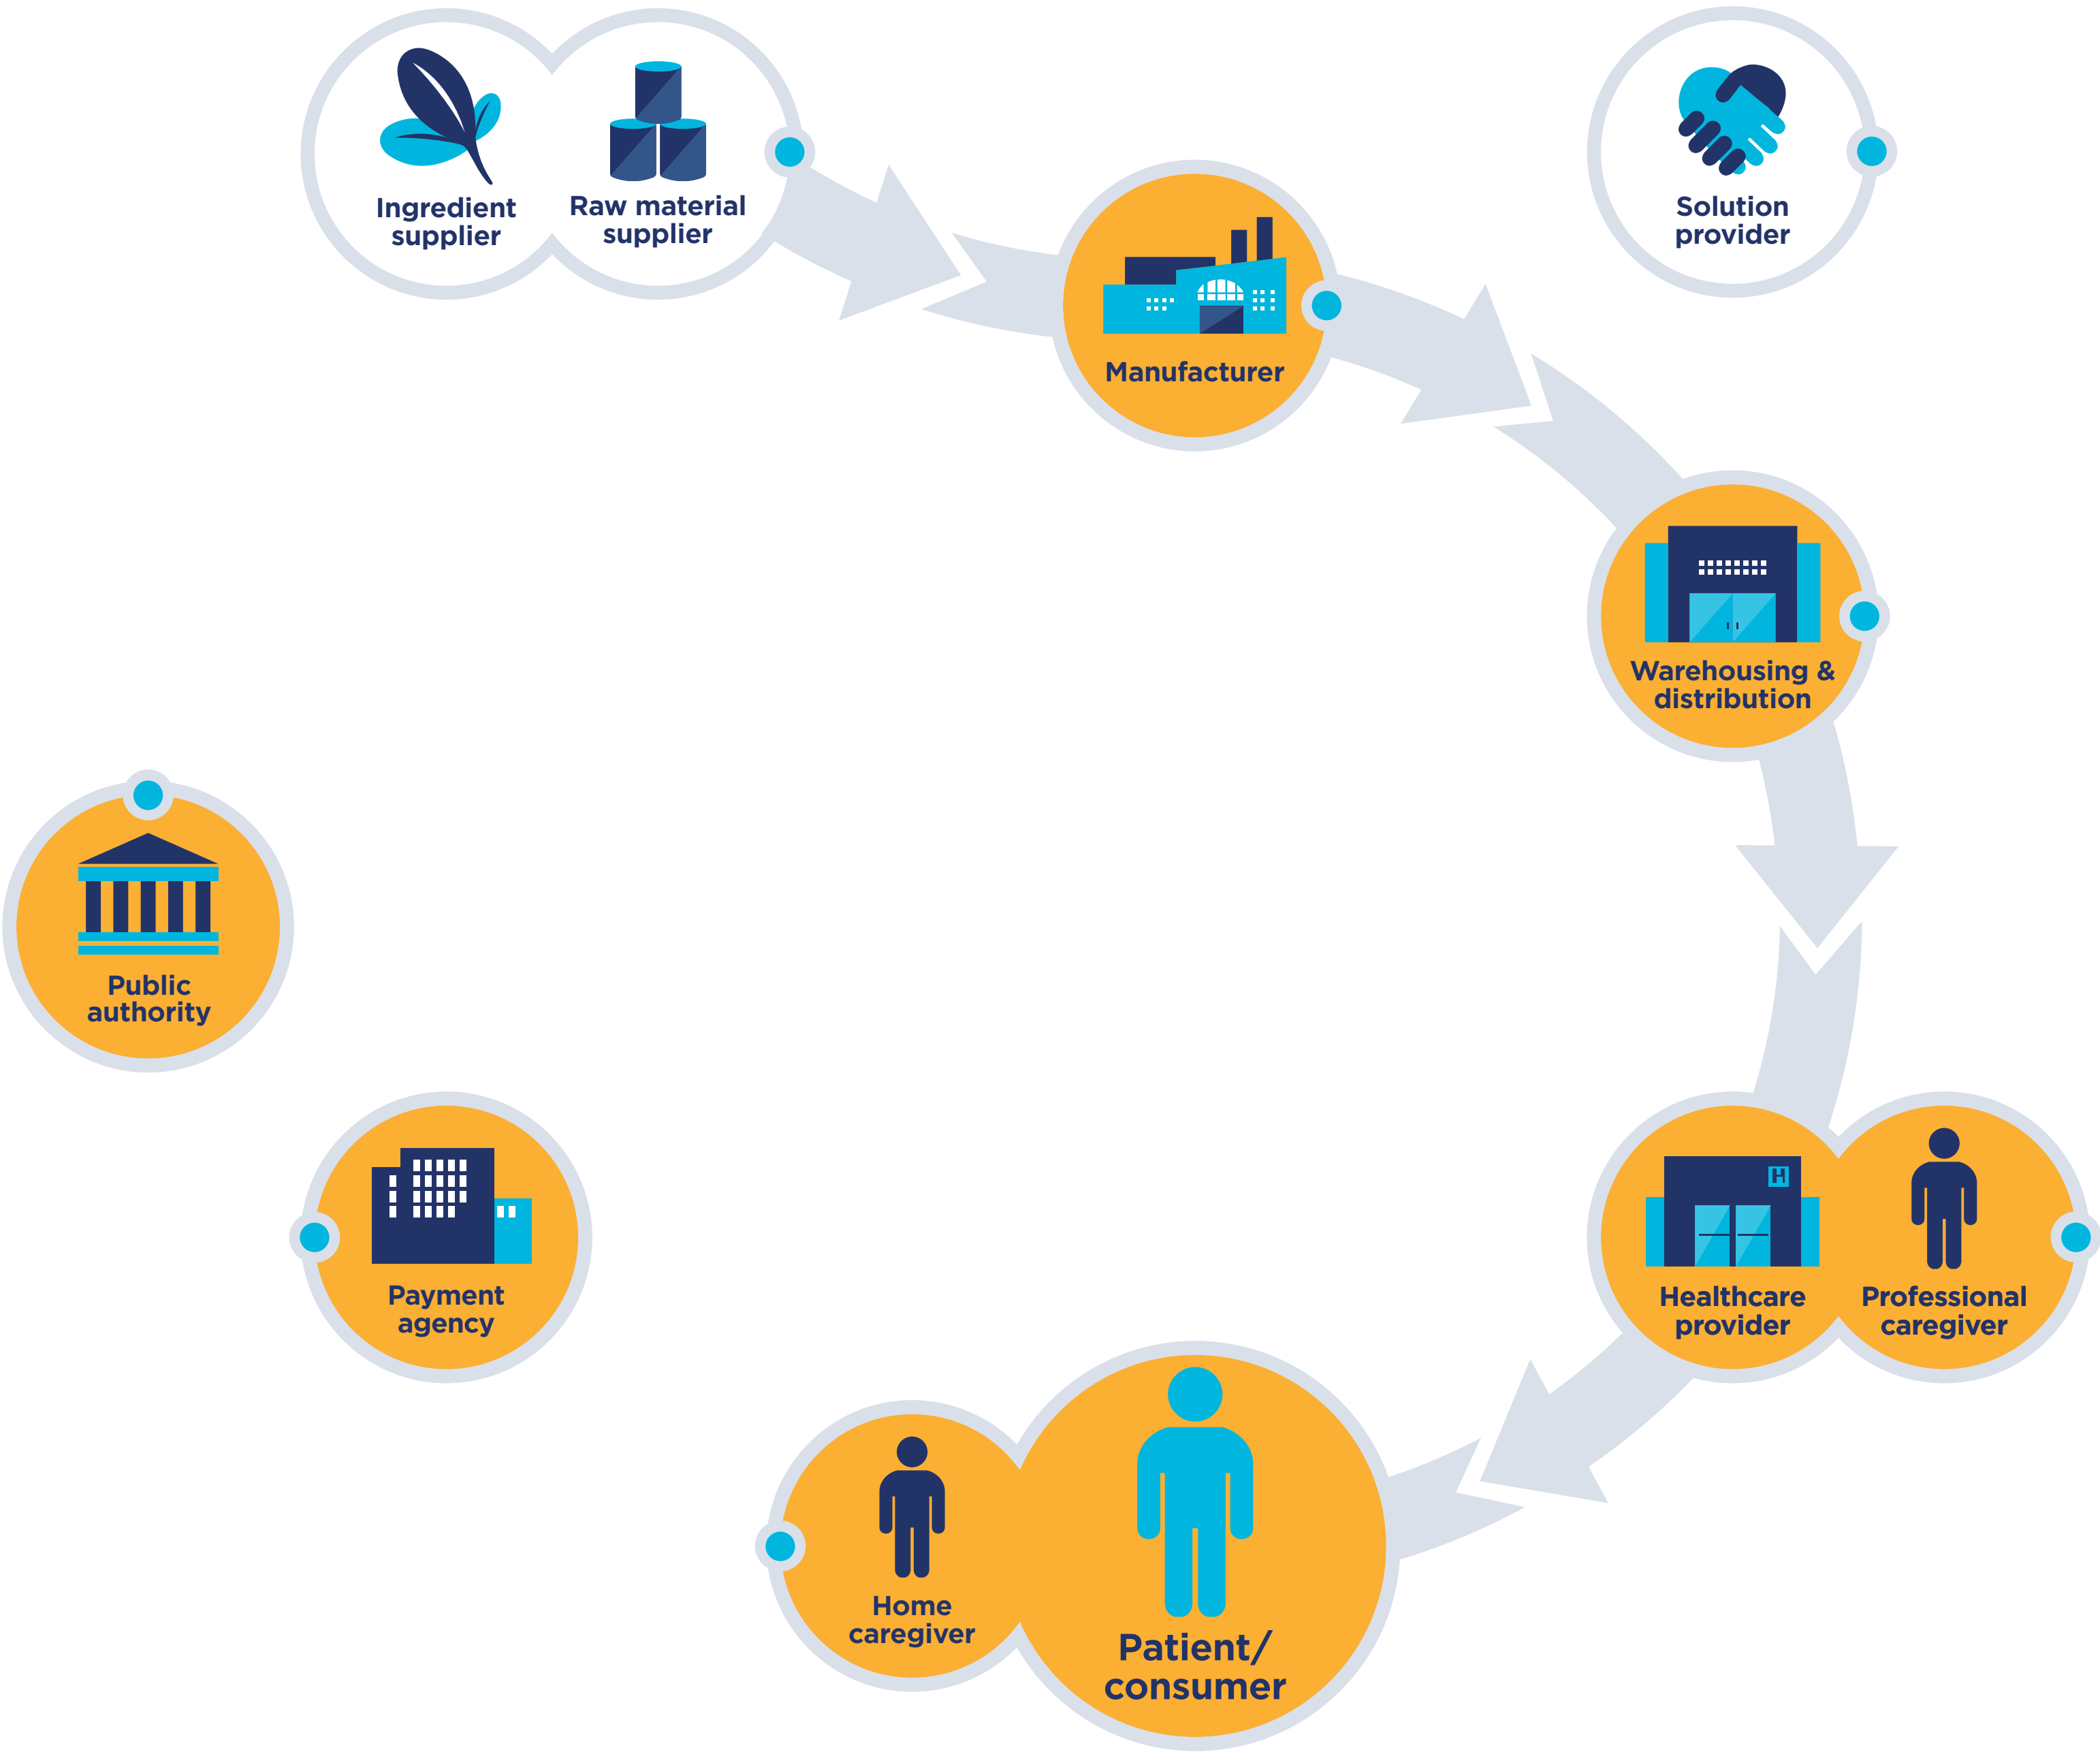 Ingredient
supplier
Raw material
supplier
Solution
provider
Manufacturer
Warehousing &
distribution
Public
authority
H
Payment
agency
Healthcare
provider
Professional
caregiver
Home
caregiver
Patient/
consumer